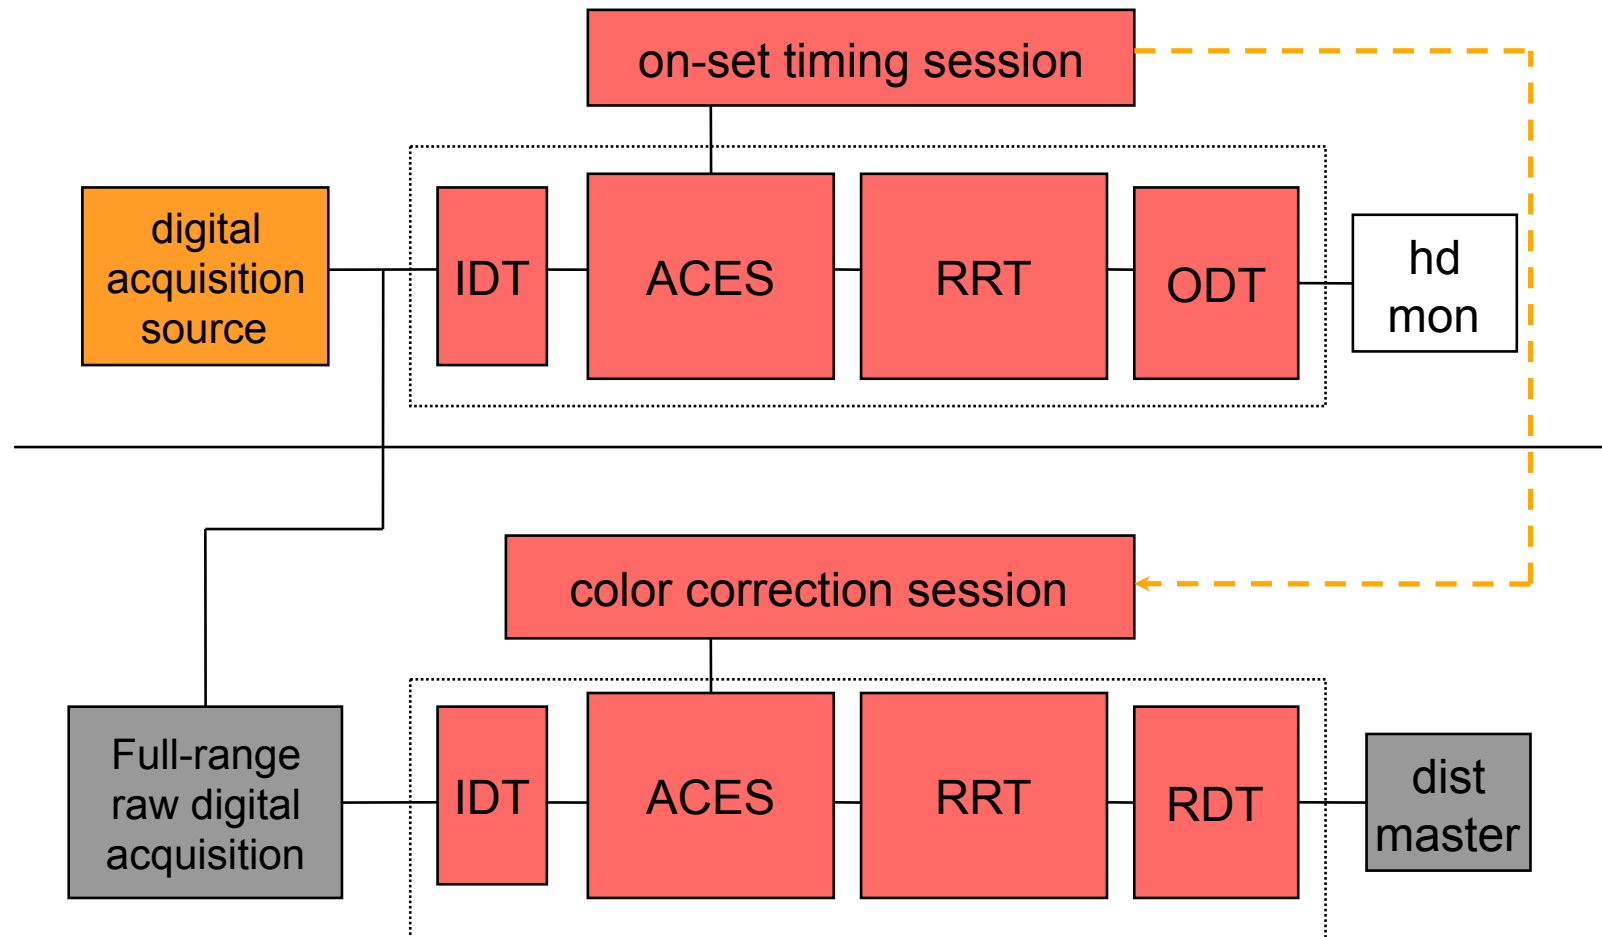 on-set timing session
digital
acquisition
source
IDT
ACES
RRT
ODT
hd
mon
color correction session
Full-range
raw digital
acquisition
IDT
ACES
RRT
RDT
dist
master